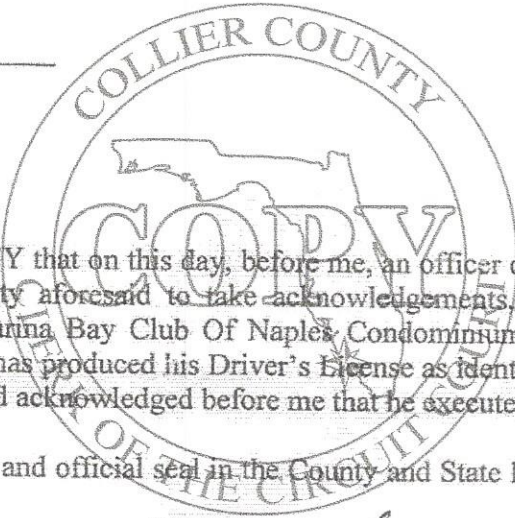 COLLIER COUNTY
COPY
CLERK OF THE CIRCUIT COURT
Y that on this day, before me, an officer
ty aforesaid to take acknowledgements,
rina Bay Club Of Naples Condominium
has produced his Driver's License as ident
d acknowledged before me that he execute
and official seal in the County and State